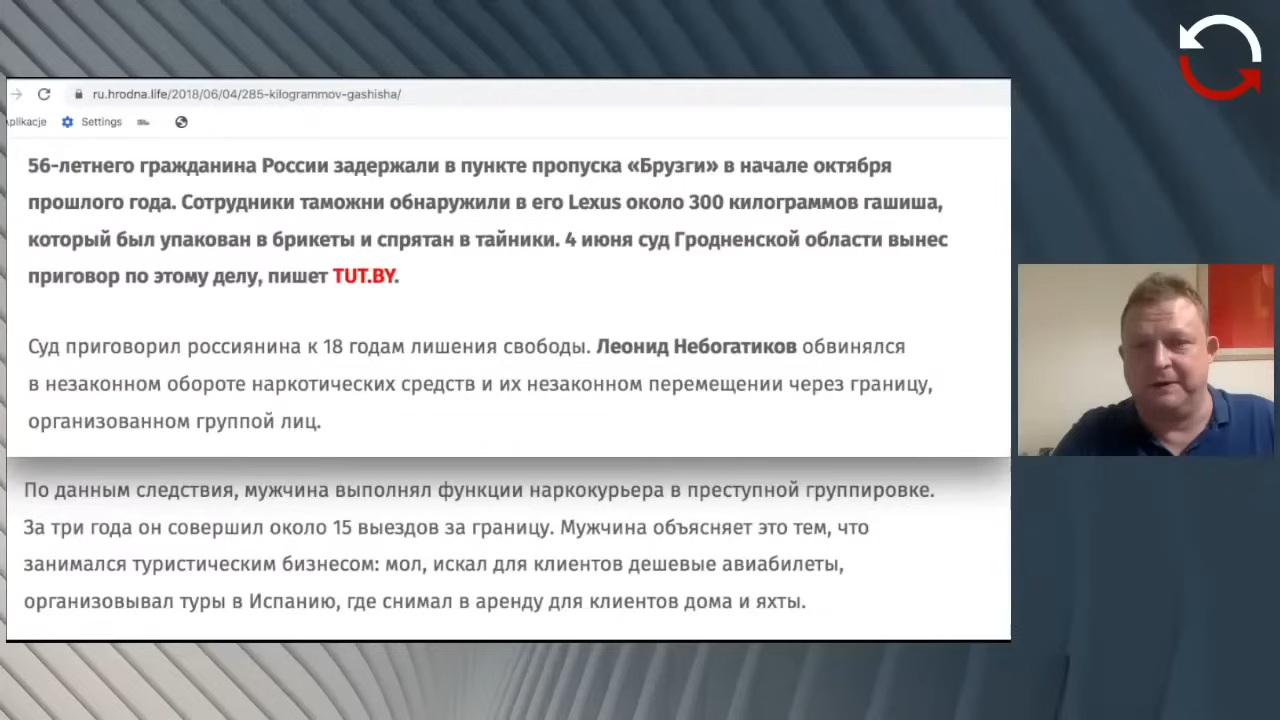 ru.hrodna.life/2018/06/04/285-kilogrammov-gashisha/
plikacje Settings
56-летнего гражданина России задержали в пункте пропуска «Брузги» в начале октября
прошлого года. Сотрудники таможни обнаружили в его Lexus около 300 килограммов гашиша,
который был упакован в брикеты и спрятан в тайники. 4 июня суд Гродненской области вынес
приговор по этому делу, пишет TUT.BY.
Суд приговорил россиянина к 18 годам лишения свободы. Леонид Небогатиков обвинялся
в незаконном обороте наркотических средств и их незаконном перемещении через границу,
организованном группой лиц.
По данным следствия, мужчина выполнял функции наркокурьера в преступной группировке.
За три года он совершил около 15 выездов за границу. Мужчина объясняет это тем, что
занимался туристическим бизнесом: мол, искал для клиентов дешевые авиабилеты,
организовывал туры в Испанию, где снимал в аренду для клиентов дома и яхты.